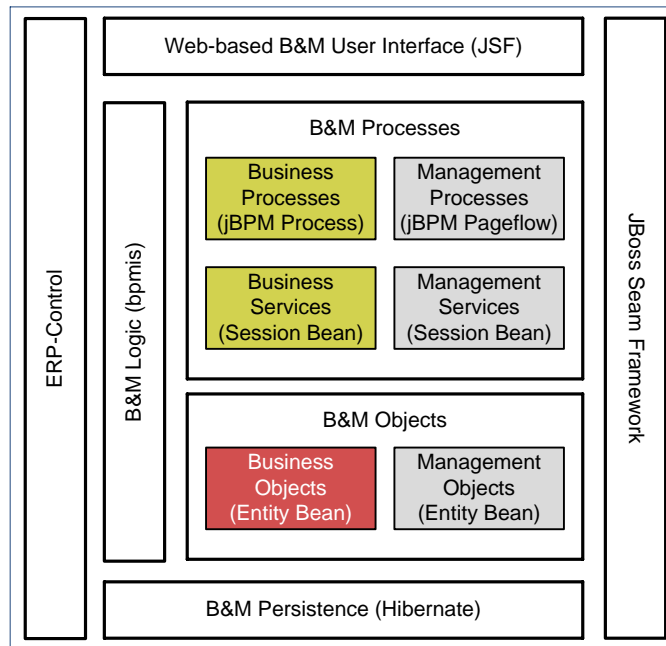 Web-based B&M User Interface (JSF)
ERP-Control
B&M Logic (bpmis)
B&M Processes
Business
Processes
(jBPM Process)
Management
Processes
(jBPM Pageflow)
Business
Services
(Session Bean)
Management
Services
(Session Bean)
B&M Objects
Business
Objects
(Entity Bean)
Management
Objects
(Entity Bean)
B&M Persistence (Hibernate)
JBoss Seam Framework